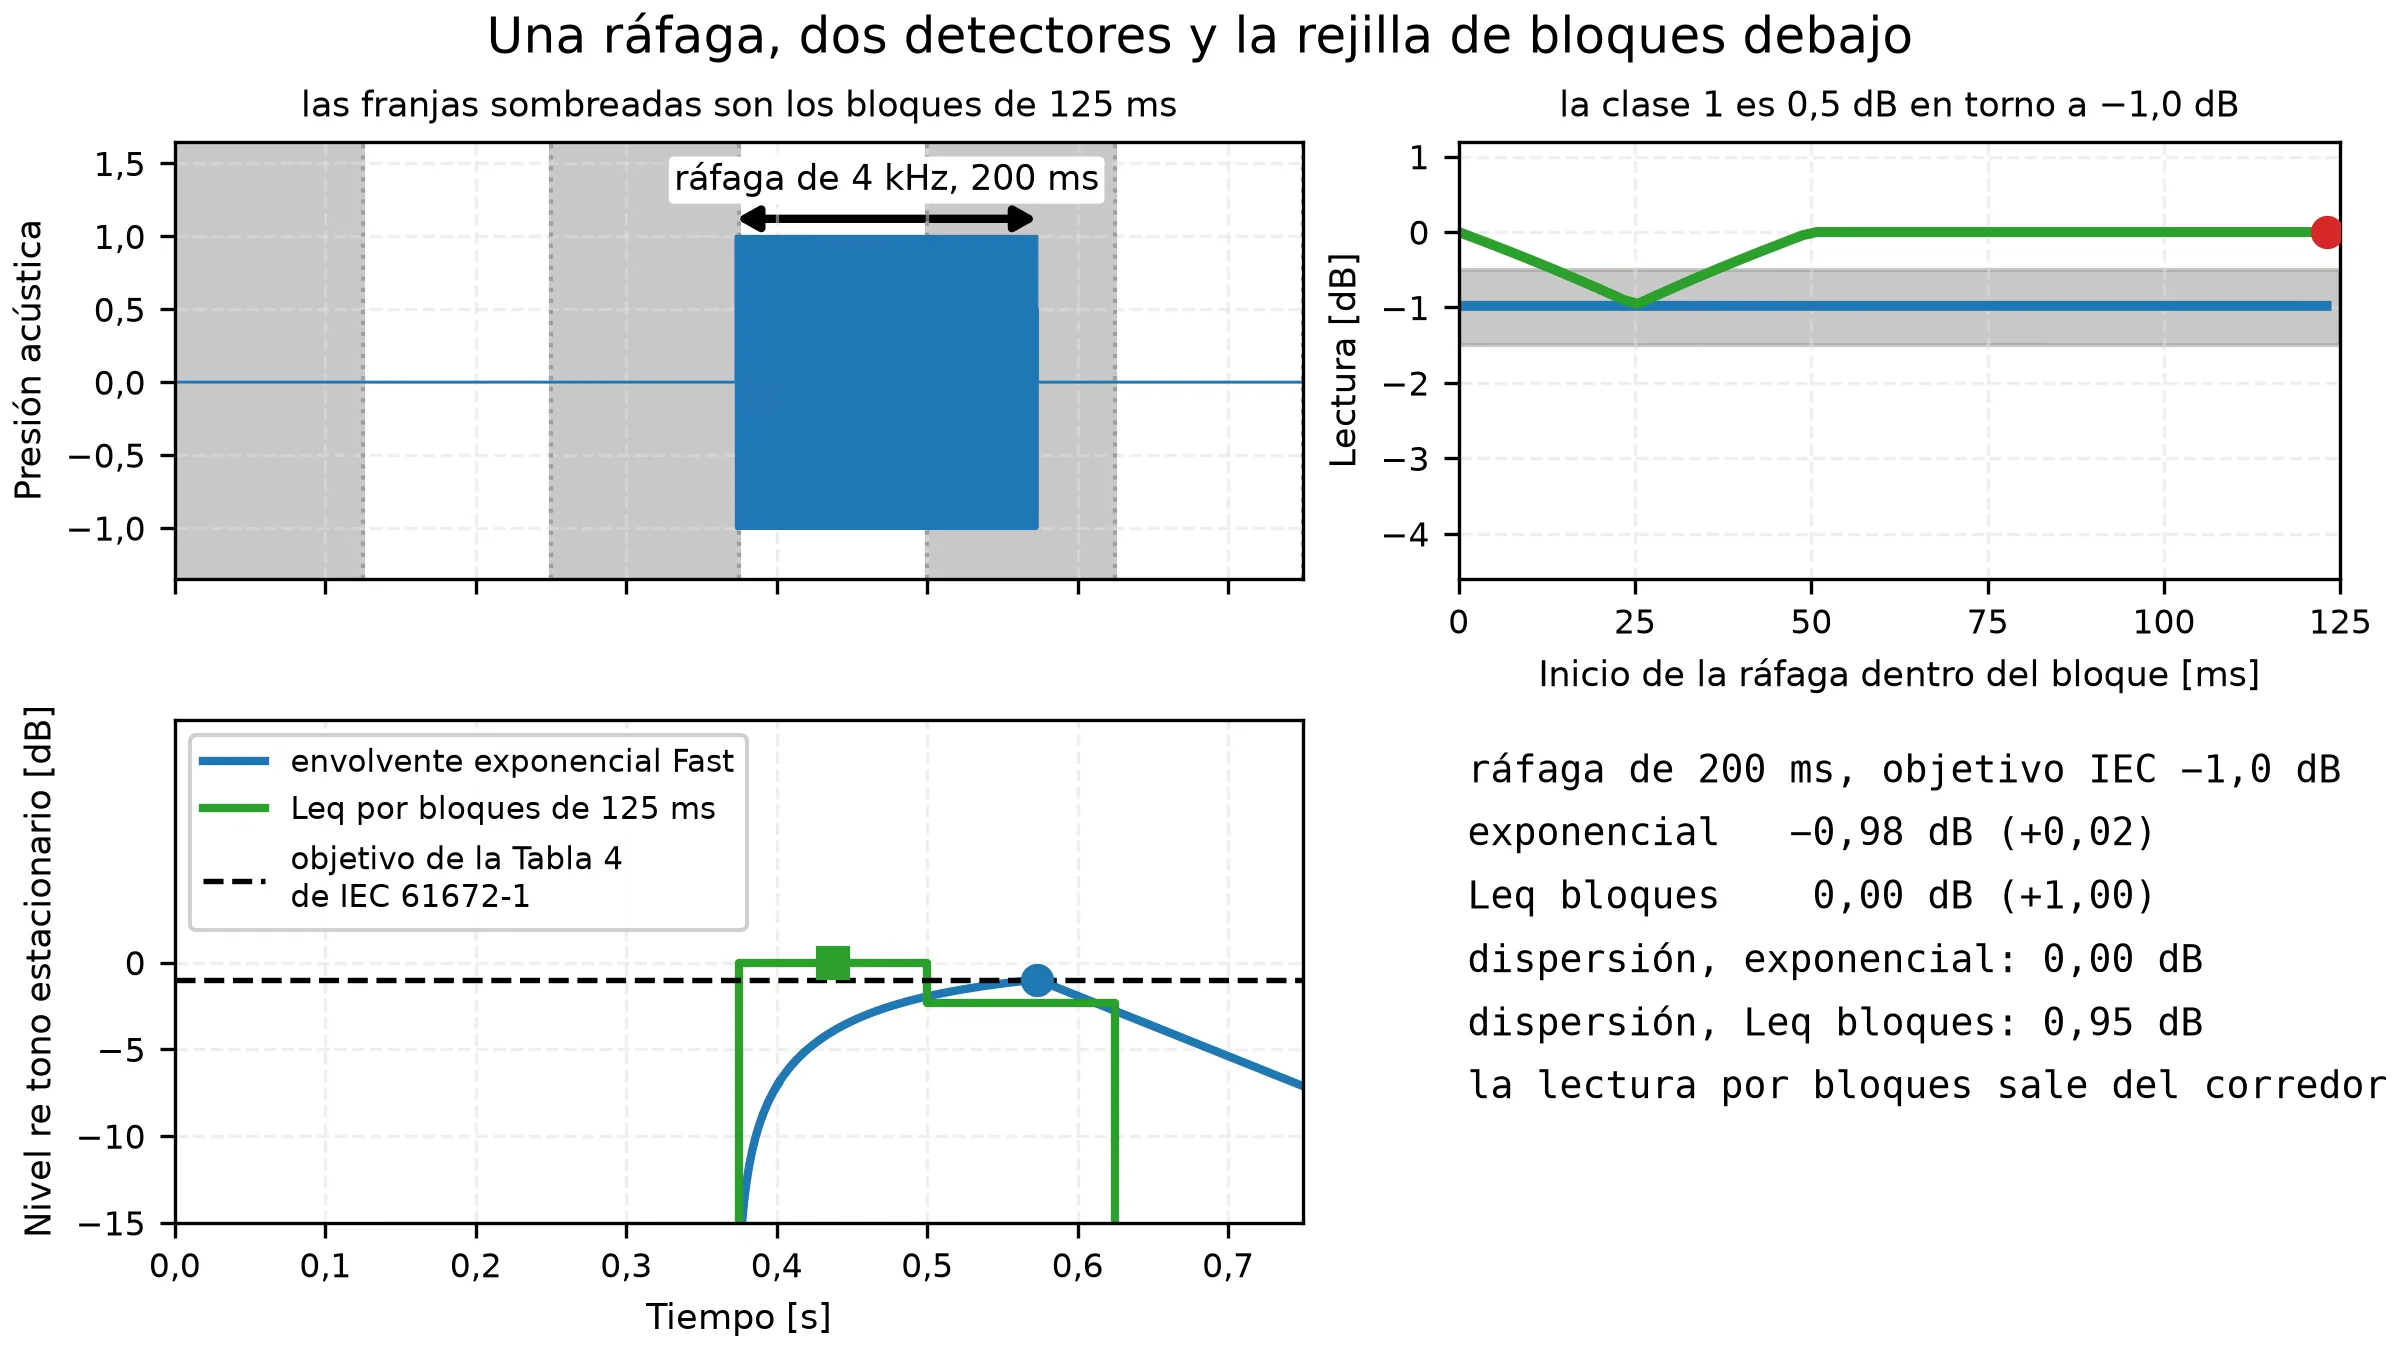 Una ráfaga, dos detectores y la rejilla de bloques debajo
las franjas sombreadas son los bloques de 125 ms
ráfaga de 4 kHz, 200 ms
Presión acústica
1,5
1,0
0,5
0,0
−0,5
−1,0
la clase 1 es 0,5 dB en torno a −1,0 dB
Lectura [dB]
1
0
−1
−2
−3
−4
0 25 50 75 100 125
Inicio de la ráfaga dentro del bloque [ms]
Nivel re tono estacionario [dB]
envolvente exponencial Fast
Leq por bloques de 125 ms
objetivo de la Tabla 4
de IEC 61672-1
0
−5
−10
−15
0,0 0,1 0,2 0,3 0,4 0,5 0,6 0,7
Tiempo [s]
ráfaga de 200 ms, objetivo IEC −1,0 dB
exponencial −0,98 dB (+0,02)
Leq bloques 0,00 dB (+1,00)
dispersión, exponencial: 0,00 dB
dispersión, Leq bloques: 0,95 dB
la lectura por bloques sale del corredor